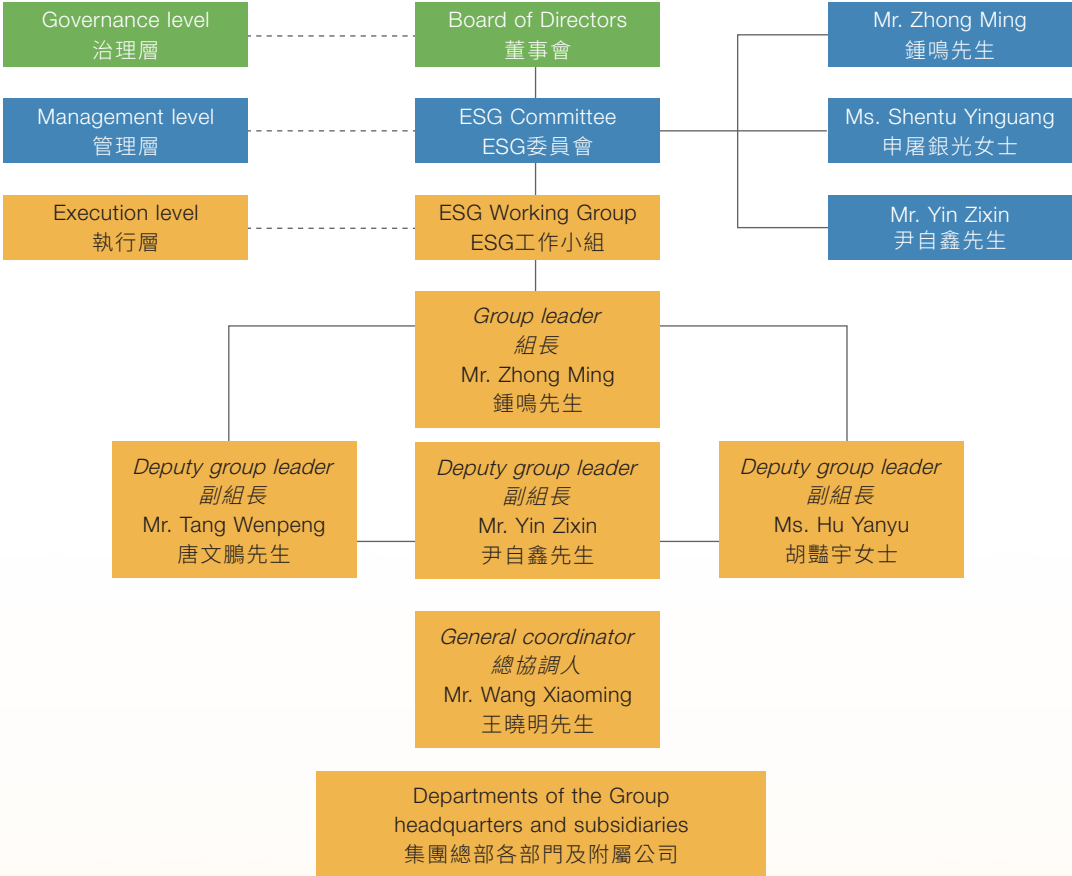 Governance level
治理層
Board of Directors
董事會
Mr. Zhong Ming
鍾鳴先生
Management level
管理層
ESG Committee
ESG委員會
Ms. Shentu Yinguang
申屠銀光女士
Execution level
執行層
ESG Working Group
ESG工作小組
Mr. Yin Zixin
尹自鑫先生
Group leader
組長
Mr. Zhong Ming
鍾鳴先生
Deputy group leader
副組長
Mr. Tang Wenpeng
唐文鵬先生
Deputy group leader
副組長
Mr. Yin Zixin
尹自鑫先生
Deputy group leader
副組長
Ms. Hu Yanyu
胡豔宇女士
General coordinator
總協調人
Mr. Wang Xiaoming
王曉明先生
Departments of the Group
headquarters and subsidiaries
集團總部各部門及附屬公司